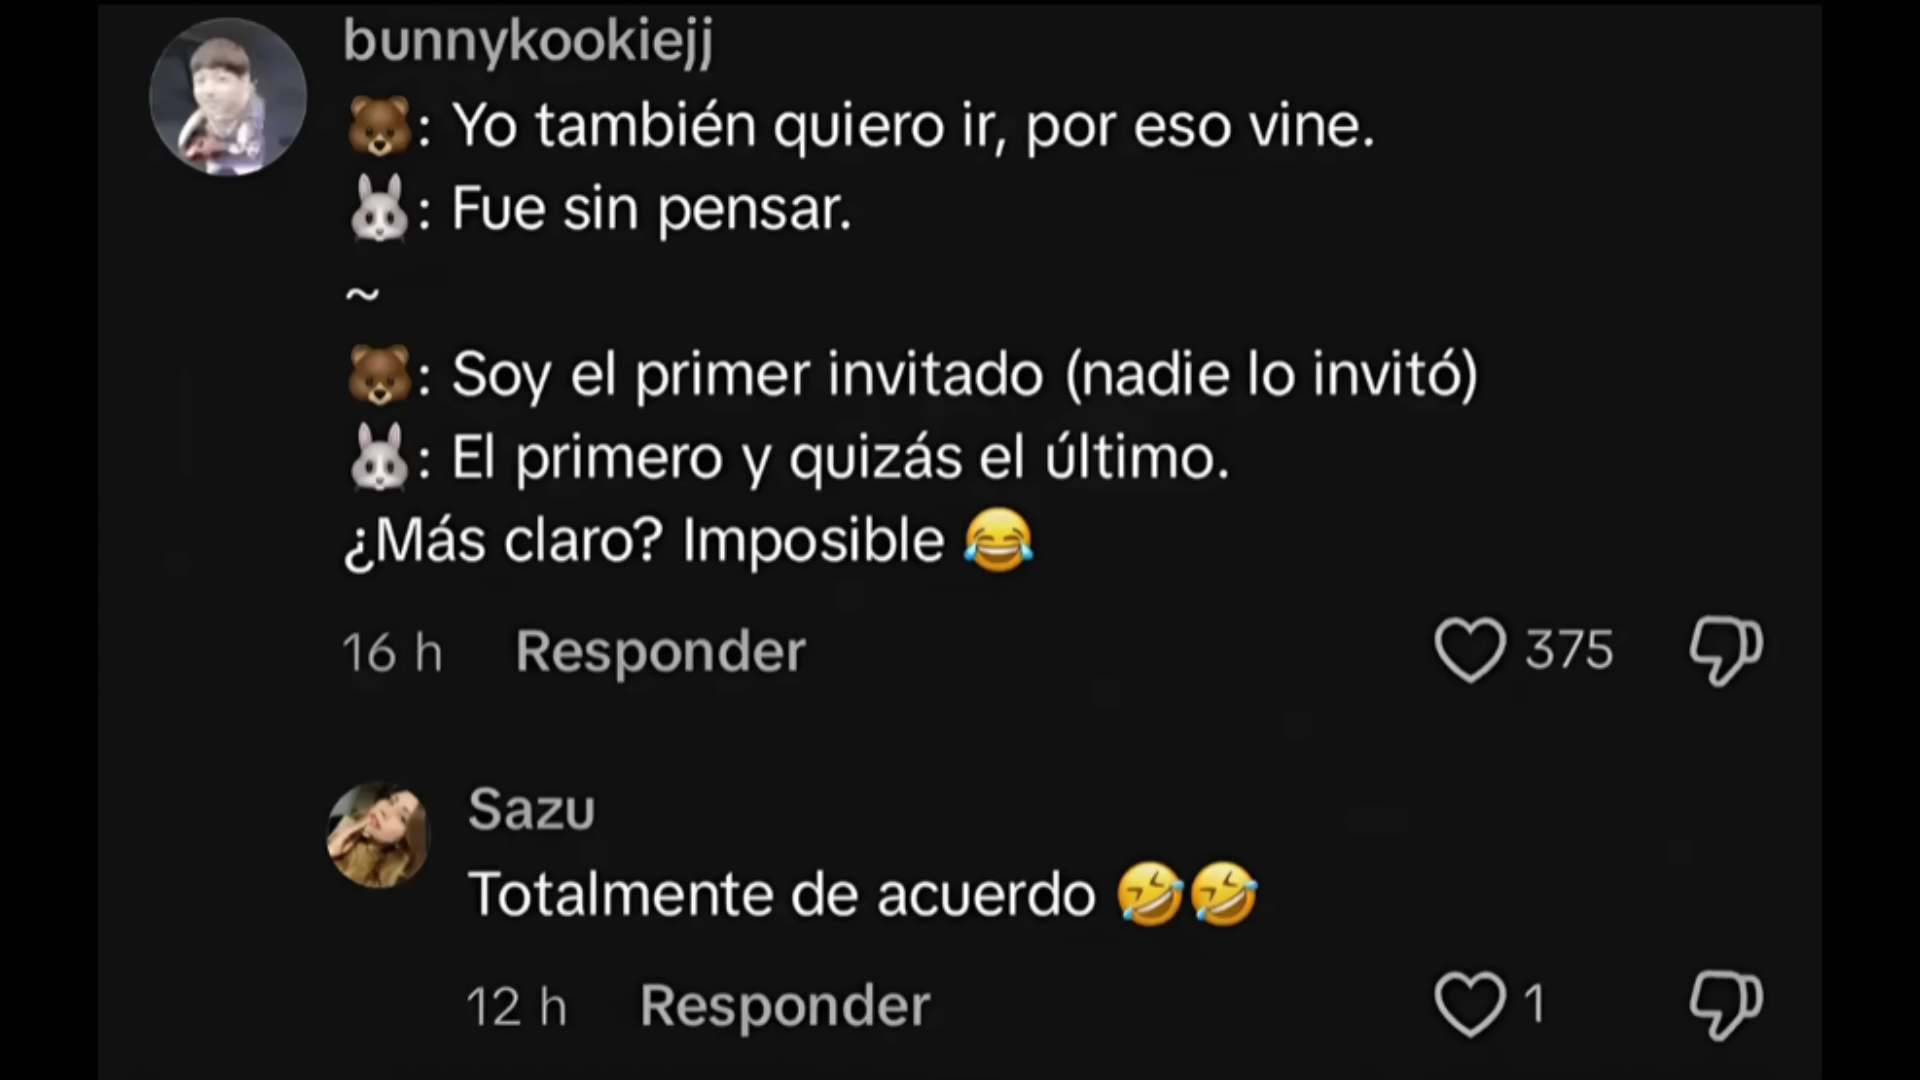 bunnykookiejj
🐻: Yo también quiero ir, por eso vine.
🐰: Fue sin pensar.
~
🐻: Soy el primer invitado (nadie lo invitó)
🐰: El primero y quizás el último.
¿Más claro? Imposible 😂
16 h Responder 375
Sazu
Totalmente de acuerdo 🤣🤣
12 h Responder 1